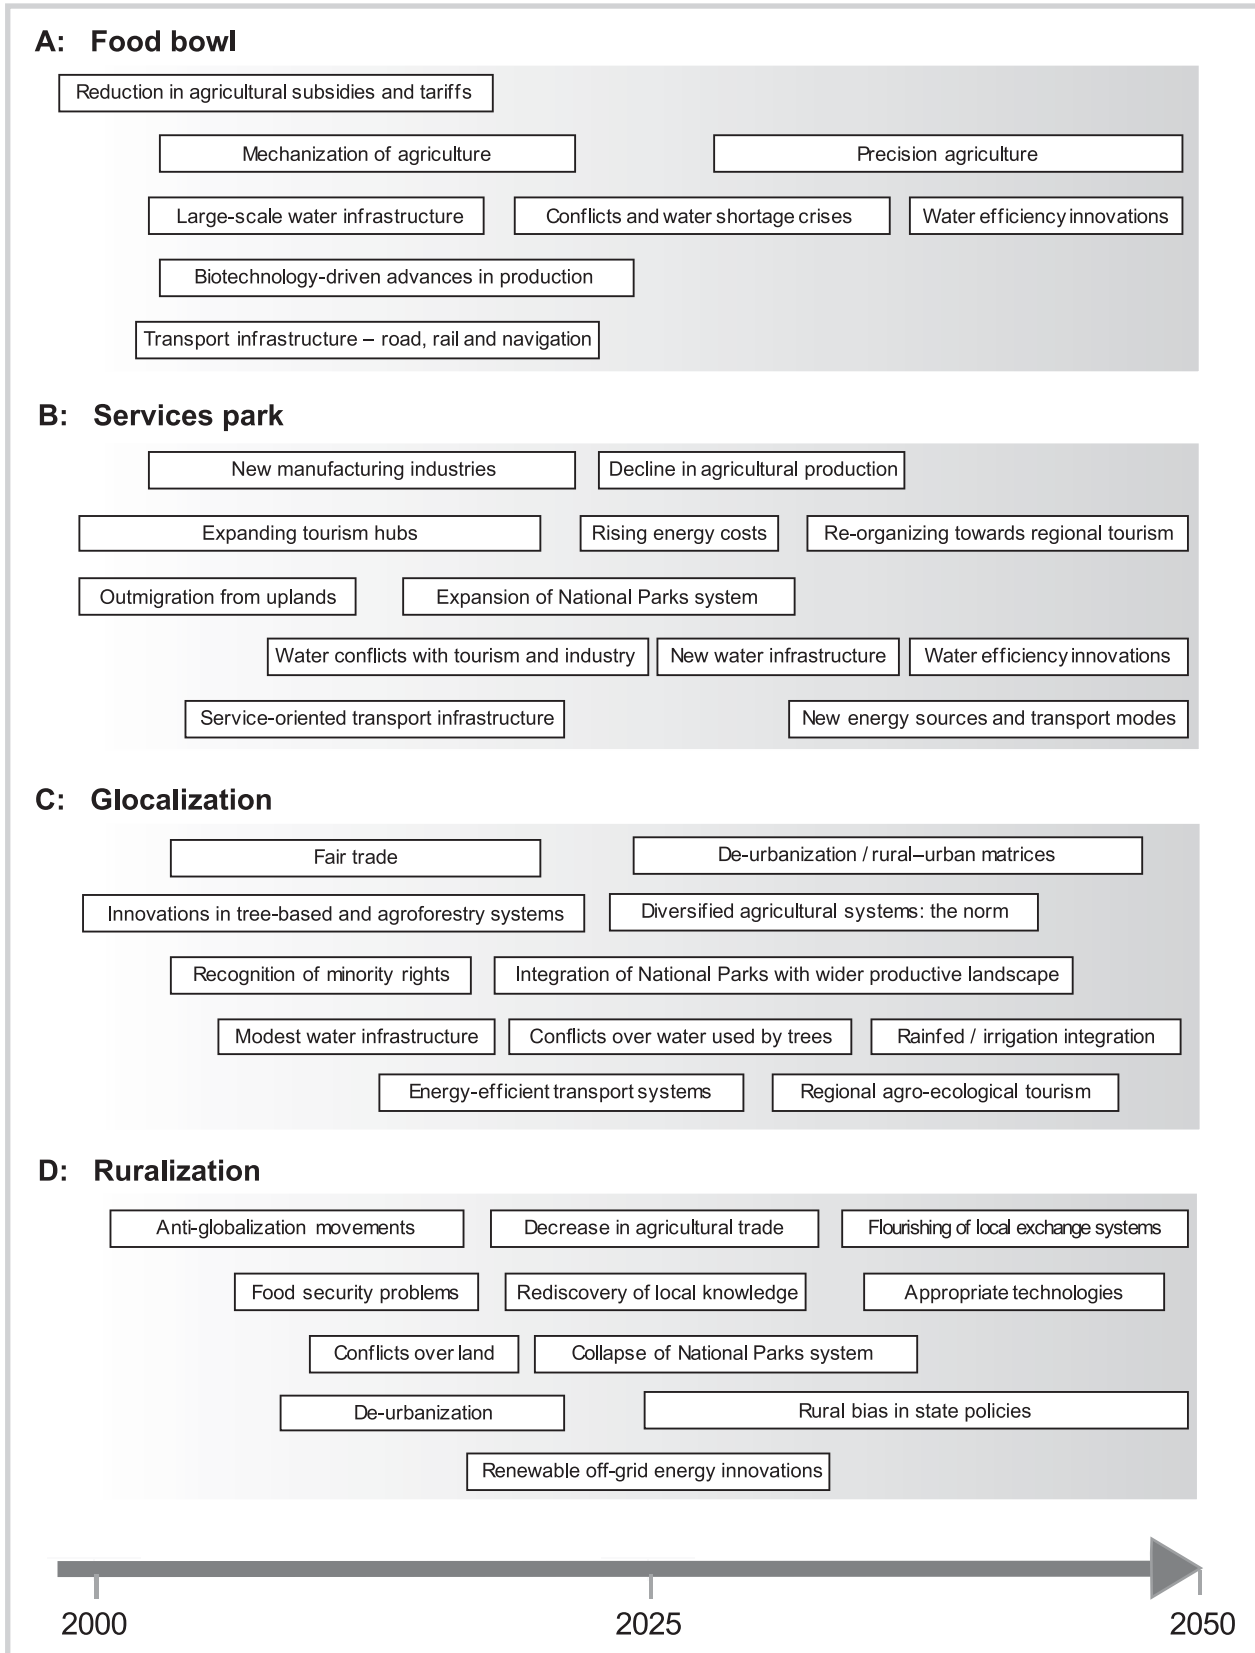 A: Food bowl
Reduction in agricultural subsidies and tariffs
Mechanization of agriculture
Precision agriculture
Large-scale water infrastructure
Conflicts and water shortage crises
Water efficiency innovations
Biotechnology-driven advances in production
Transport infrastructure – road, rail and navigation
B: Services park
New manufacturing industries
Decline in agricultural production
Expanding tourism hubs
Rising energy costs
Re-organizing towards regional tourism
Outmigration from uplands
Expansion of National Parks system
Water conflicts with tourism and industry
New water infrastructure
Water efficiency innovations
Service-oriented transport infrastructure
New energy sources and transport modes
C: Glocalization
Fair trade
De-urbanization / rural–urban matrices
Innovations in tree-based and agroforestry systems
Diversified agricultural systems: the norm
Recognition of minority rights
Integration of National Parks with wider productive landscape
Modest water infrastructure
Conflicts over water used by trees
Rainfed / irrigation integration
Energy-efficient transport systems
Regional agro-ecological tourism
D: Ruralization
Anti-globalization movements
Decrease in agricultural trade
Flourishing of local exchange systems
Food security problems
Rediscovery of local knowledge
Appropriate technologies
Conflicts over land
Collapse of National Parks system
De-urbanization
Rural bias in state policies
Renewable off-grid energy innovations
2000
2025
2050